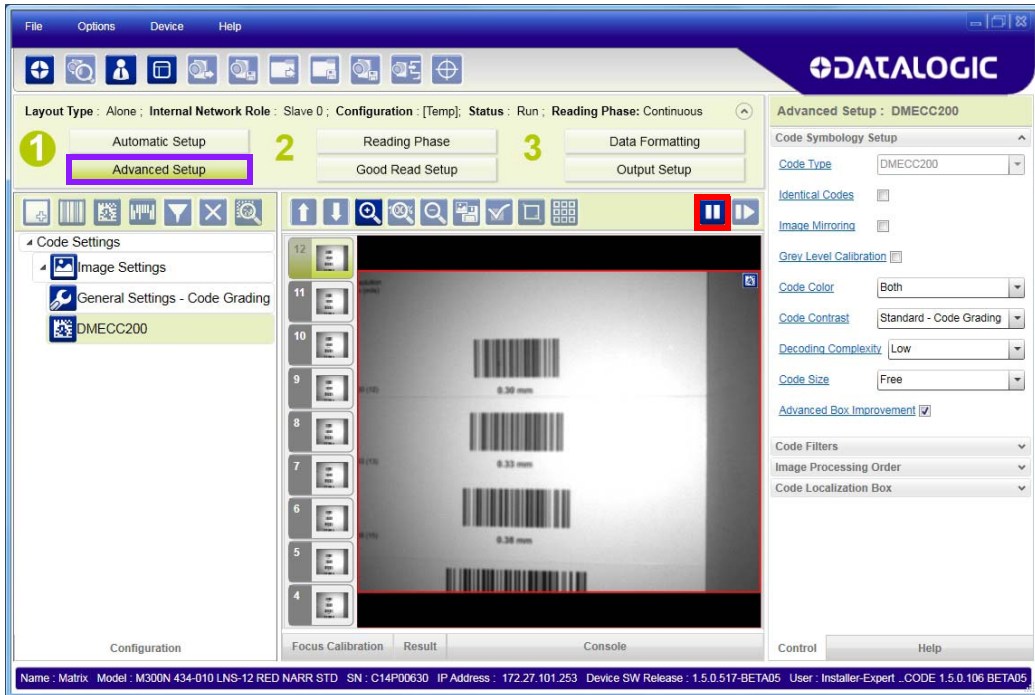 File Options Device Help
DATALOGIC
Layout Type : Alone ; Internal Network Role : Slave 0 ; Configuration : [Temp]; Status : Run ; Reading Phase: Continuous
1 Automatic Setup 2 Reading Phase 3 Data Formatting
Advanced Setup Good Read Setup Output Setup
Code Settings
Image Settings
General Settings - Code Grading
DMECC200
Configuration
12
11
10
9
8
7
6
5
4
0.30 mm
0.33 mm
0.38 mm
Focus Calibration Result Console
Advanced Setup : DMECC200
Code Symbology Setup
Code Type DMECC200
Identical Codes
Image Mirroring
Grey Level Calibration
Code Color Both
Code Contrast Standard - Code Grading
Decoding Complexity Low
Code Size Free
Advanced Box Improvement
Code Filters
Image Processing Order
Code Localization Box
Control Help
Name : Matrix Model : M300N 434-010 LNS-12 RED NARR STD SN : C14P00630 IP Address : 172.27.101.253 Device SW Release : 1.5.0.517-BETA05 User : Installer-Expert ..CODE 1.5.0.106 BETA05